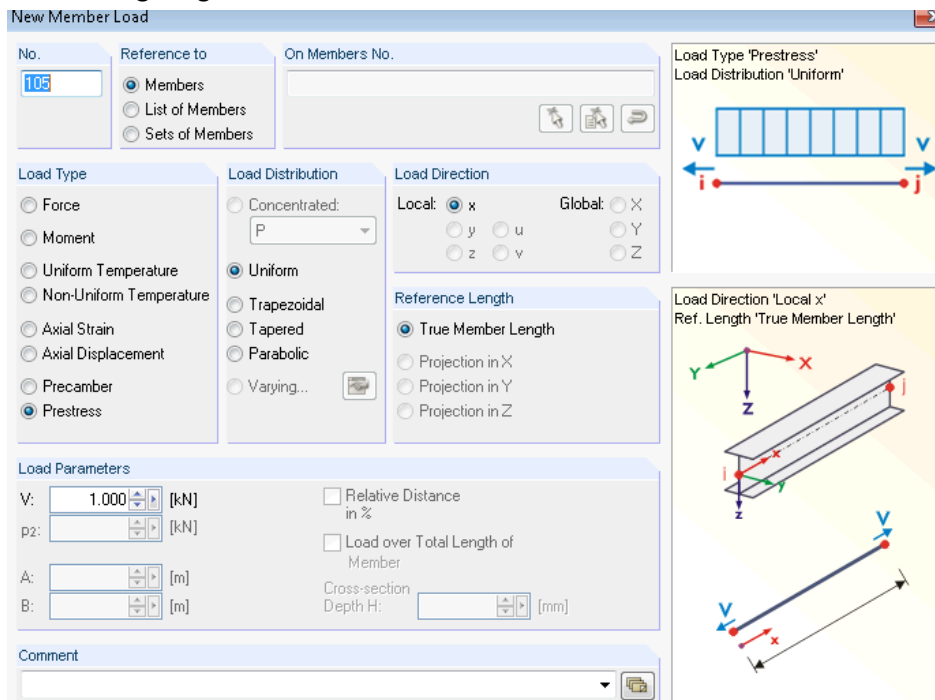 New Member Load
No.
105
Reference to
Members
List of Members
Sets of Members
On Members No.
Load Type
Force
Moment
Uniform Temperature
Non-Uniform Temperature
Axial Strain
Axial Displacement
Precamber
Prestress
Load Distribution
Concentrated:
P
Uniform
Trapezoidal
Tapered
Parabolic
Varying...
Load Direction
Local: x Global: X
y u Y
z v Z
Reference Length
True Member Length
Projection in X
Projection in Y
Projection in Z
Load Parameters
V: 1.000 [kN]
p2: [kN]
A: [m]
B: [m]
Relative Distance
in %
Load over Total Length of
Member
Cross-section
Depth H: [mm]
Comment
Load Type 'Prestress'
Load Distribution 'Uniform'
V V
i j
Load Direction 'Local x'
Ref. Length 'True Member Length'
Y X
Z
j
i x
y
z
V
V
x